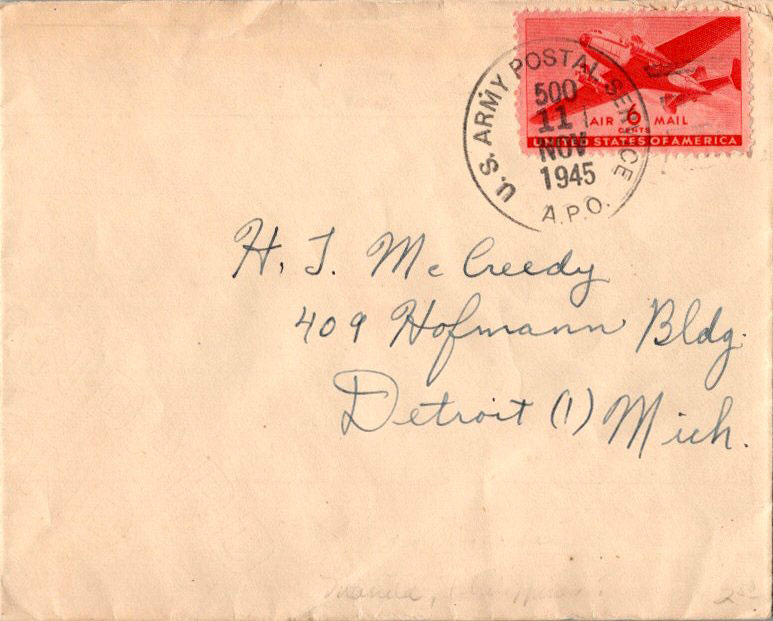 U.S. ARMY POSTAL SERVICE
500
11
NOV
1945
A.P.O.
AIR 6 MAIL
CENTS
UNITED STATES OF AMERICA
H. J. McCreedy
409 Hofmann Bldg.
Detroit (1) Mich.
Manila,